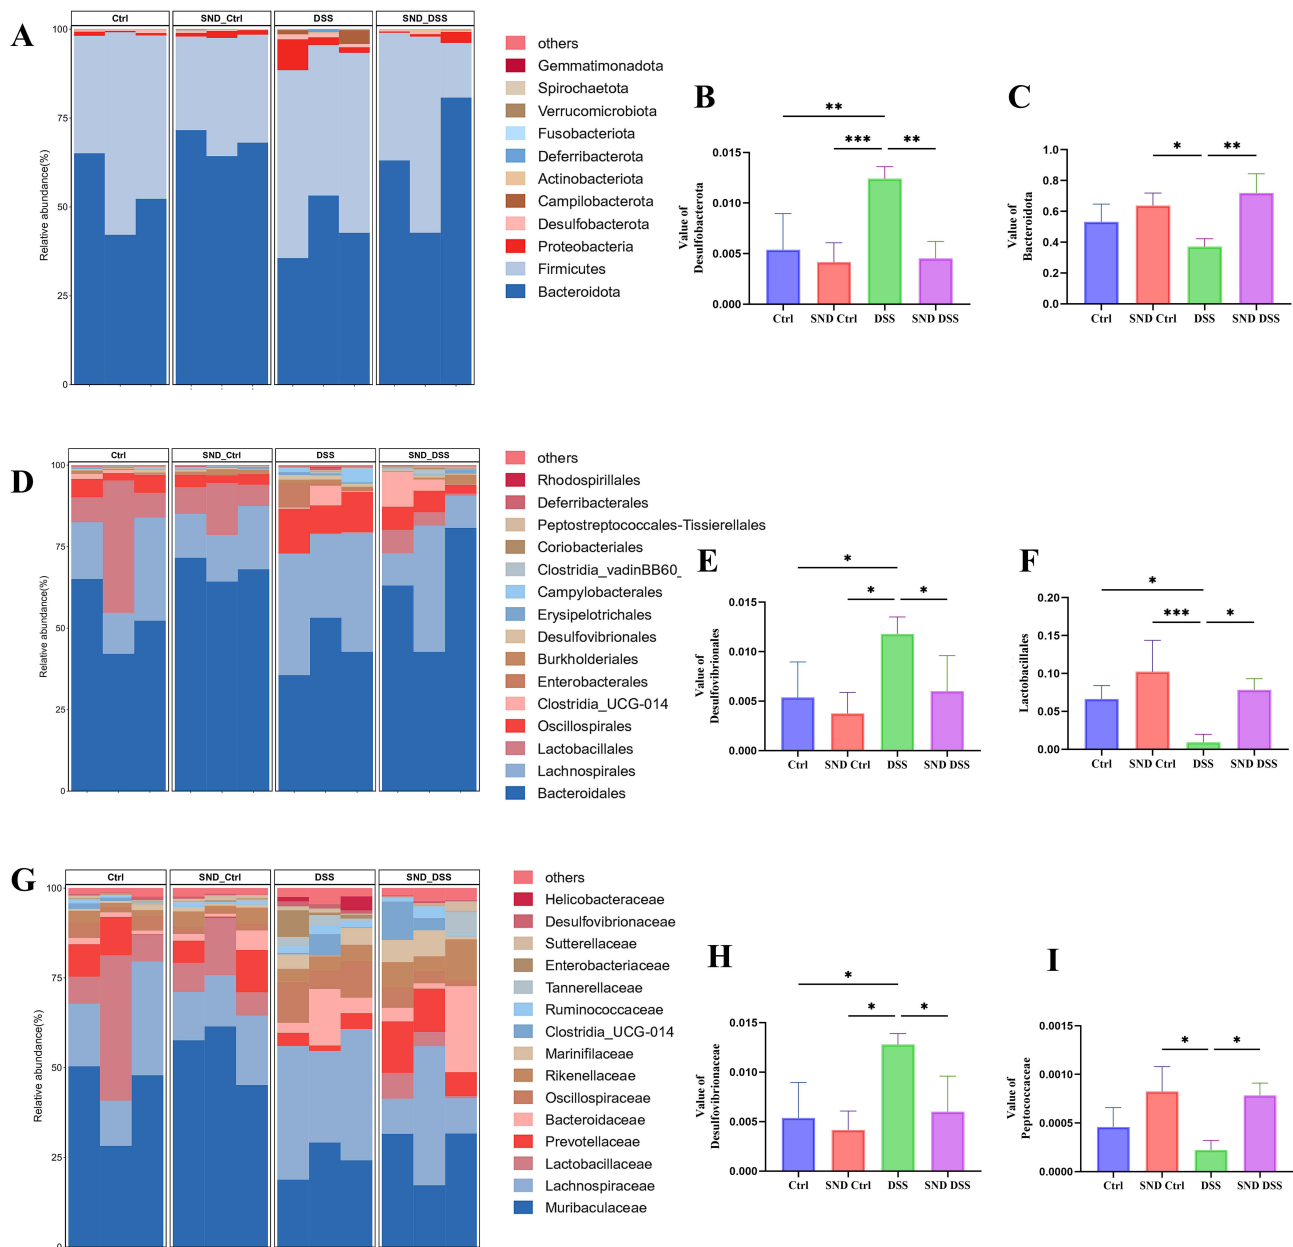 A
Ctrl
SND_Ctrl
DSS
SND_DSS
Relative abundance(%)
100
75
50
25
0
others
Gemmatimonadota
Spirochaetota
Verrucomicrobiota
Fusobacteriota
Deferribacterota
Actinobacteriota
Campilobacterota
Desulfobacterota
Proteobacteria
Firmicutes
Bacteroidota
B
Value of
Desulfobacterota
0.015
0.010
0.005
0.000
**
*** **
Ctrl SND Ctrl DSS SND DSS
C
Value of
Bacteroidota
1.0
0.8
0.6
0.4
0.2
0.0
* **
Ctrl SND Ctrl DSS SND DSS
D
Ctrl
SND_Ctrl
DSS
SND_DSS
Relative abundance(%)
100
75
50
25
0
others
Rhodospirillales
Deferribacterales
Peptostreptococcales-Tissierellales
Coriobacteriales
Clostridia_vadinBB60_
Campylobacterales
Erysipelotrichales
Desulfovibrionales
Burkholderiales
Enterobacterales
Clostridia_UCG-014
Oscillospirales
Lactobacillales
Lachnospirales
Bacteroidales
E
Value of
Desulfovibrionales
0.015
0.010
0.005
0.000
*
* *
Ctrl SND Ctrl DSS SND DSS
F
Lactobacillales
0.20
0.15
0.10
0.05
0.00
*
*** *
Ctrl SND Ctrl DSS SND DSS
G
Ctrl
SND_Ctrl
DSS
SND_DSS
Relative abundance(%)
100
75
50
25
0
others
Helicobacteraceae
Desulfovibrionaceae
Sutterellaceae
Enterobacteriaceae
Tannerellaceae
Ruminococcaceae
Clostridia_UCG-014
Marinifilaceae
Rikenellaceae
Oscillospiraceae
Bacteroidaceae
Prevotellaceae
Lactobacillaceae
Lachnospiraceae
Muribaculaceae
H
Value of
Desulfovibrionaceae
0.015
0.010
0.005
0.000
*
* *
Ctrl SND Ctrl DSS SND DSS
I
Value of
Peptococcaceae
0.0015
0.0010
0.0005
0.0000
* *
Ctrl SND Ctrl DSS SND DSS